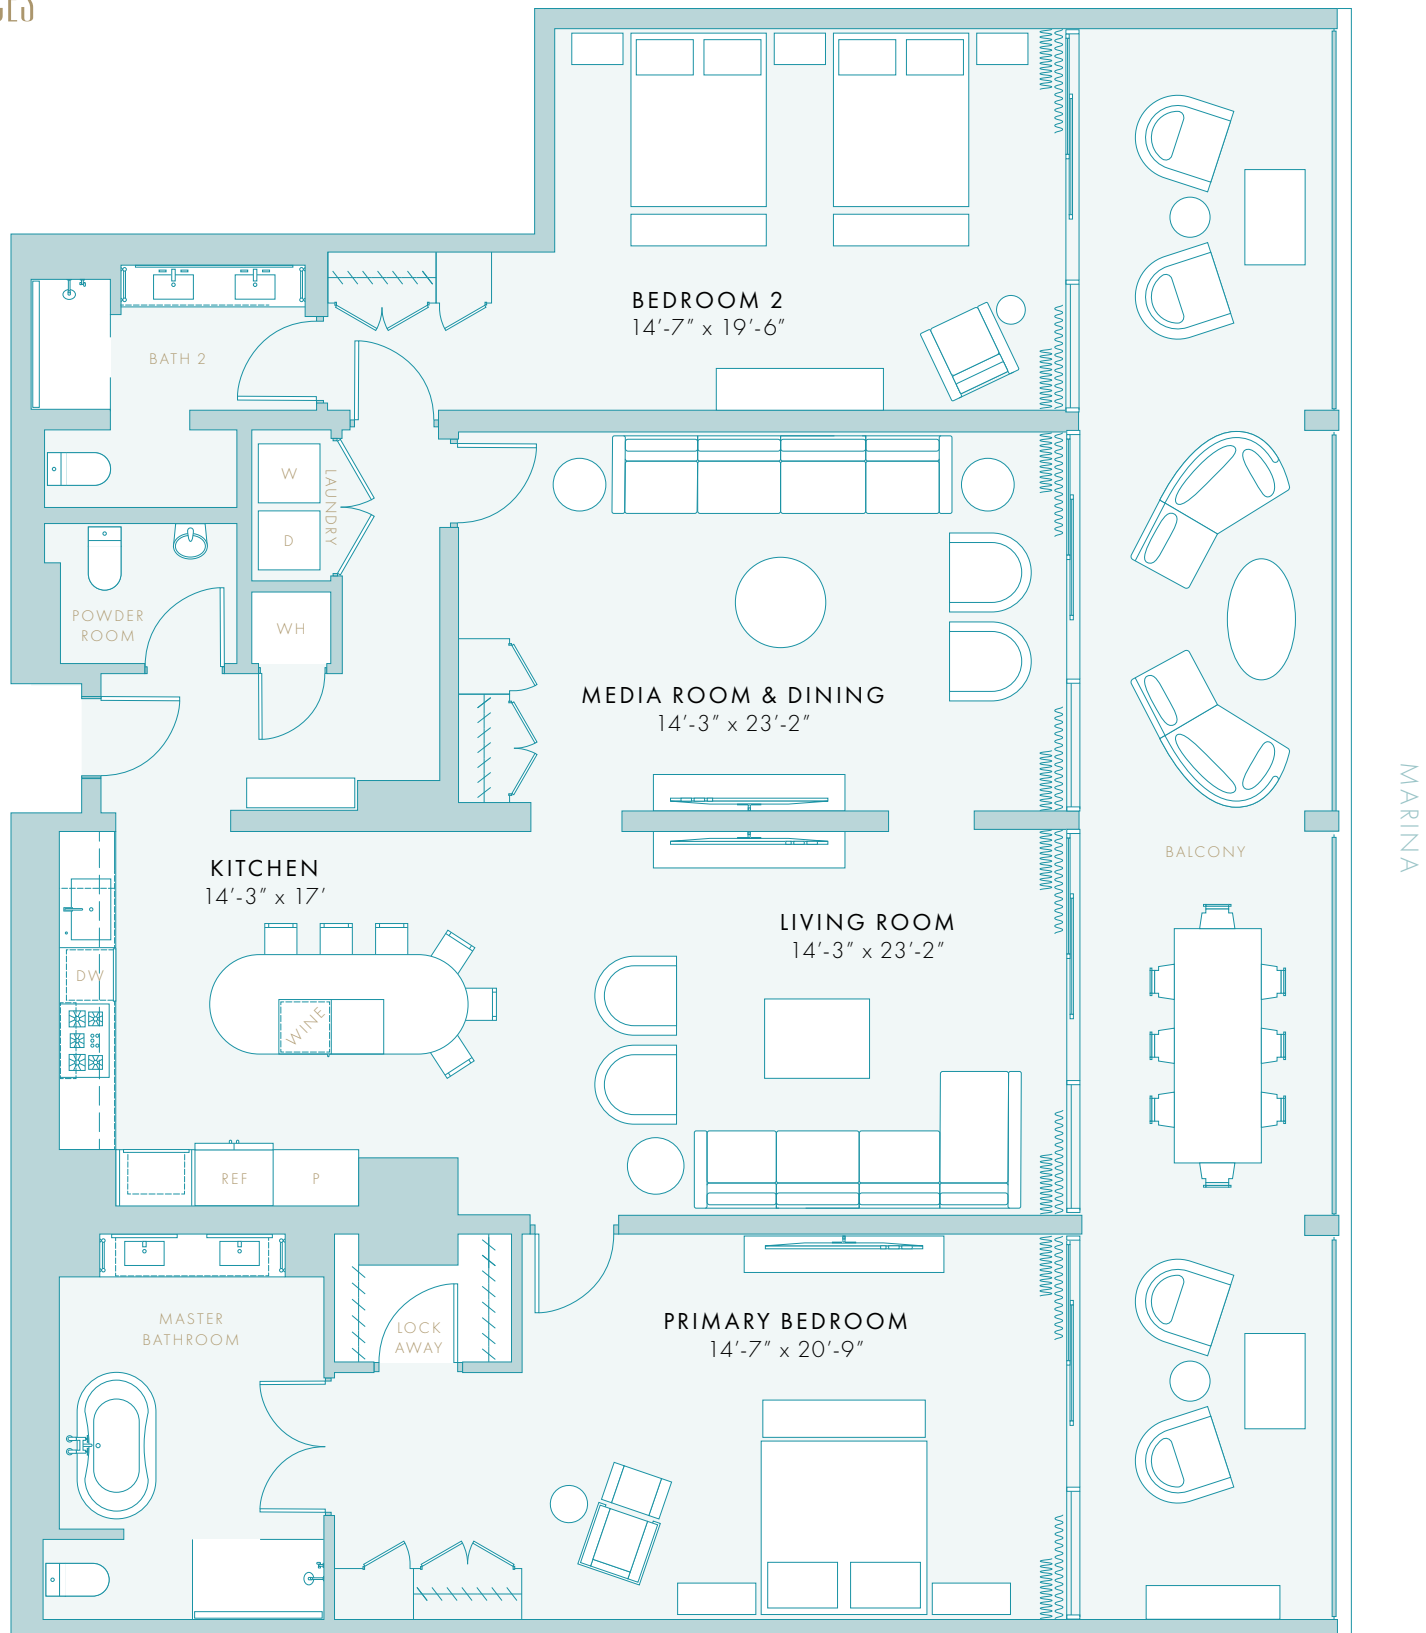 BEDROOM 2
14'-7" x 19'-6"
BATH 2
W
LAUNDRY
D
POWDER
ROOM
WH
MEDIA ROOM & DINING
14'-3" x 23'-2"
MARINA
BALCONY
KITCHEN
14'-3" x 17'
LIVING ROOM
14'-3" x 23'-2"
DW
WINE
REF
P
MASTER
BATHROOM
LOCK
AWAY
PRIMARY BEDROOM
14'-7" x 20'-9"